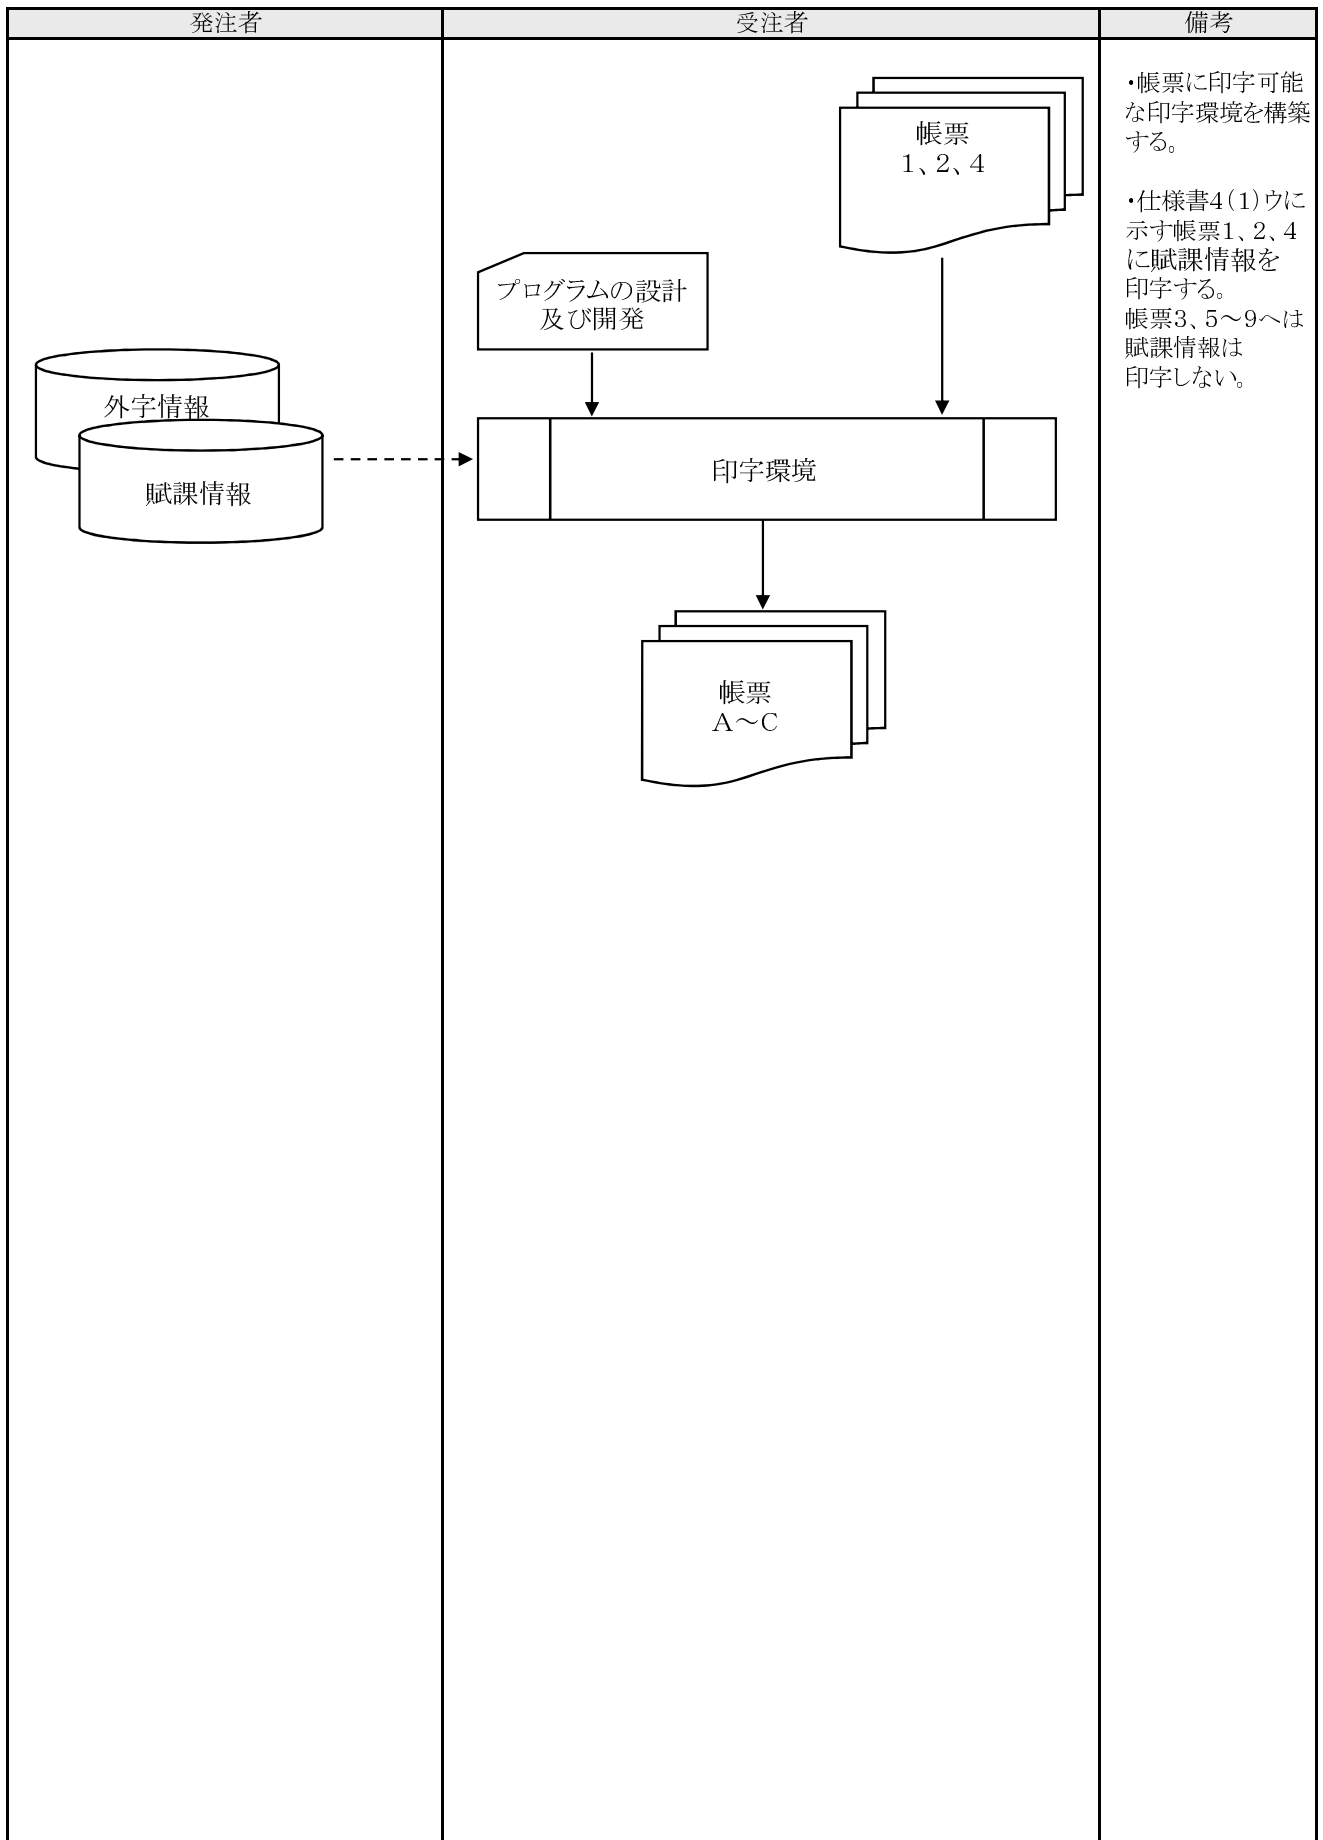 発注者
受注者
備考
帳票
1、2、4
プログラムの設計
及び開発
外字情報
賦課情報
印字環境
帳票
A～C
・帳票に印字可能
な印字環境を構築
する。
・仕様書4(1)ウに
示す帳票1、2、4
に賦課情報を
印字する。
帳票3、5～9へは
賦課情報は
印字しない。